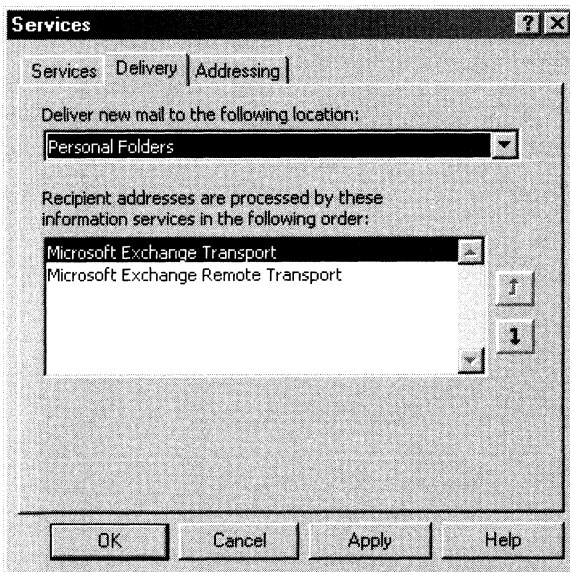 Services
Services Delivery Addressing
Deliver new mail to the following location:
Personal Folders
Recipient addresses are processed by these
information services in the following order:
Microsoft Exchange Transport
Microsoft Exchange Remote Transport
OK Cancel Apply Help